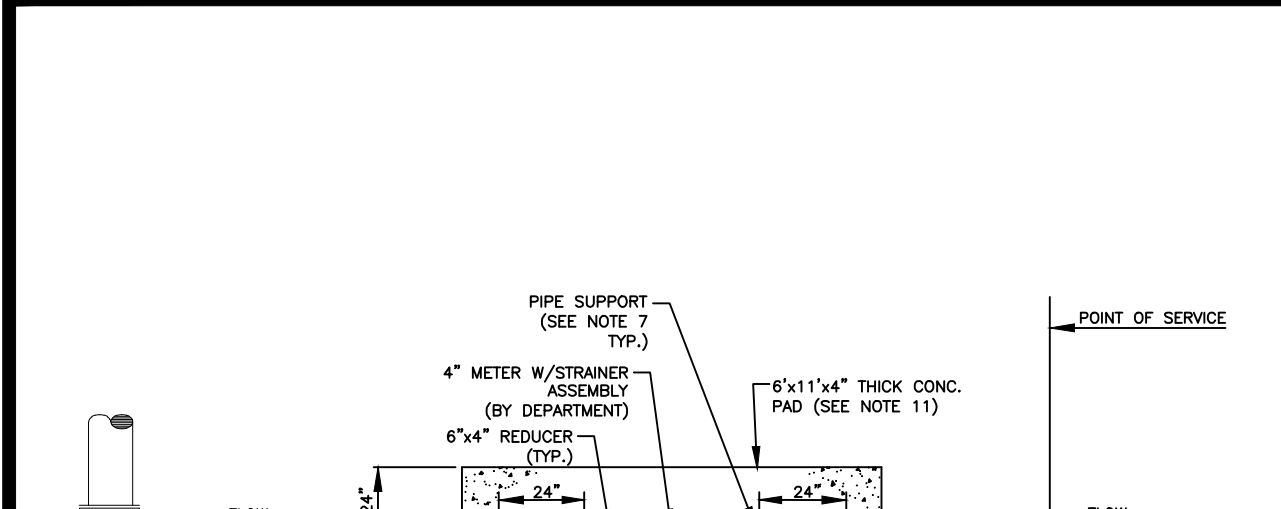 PIPE SUPPORT
(SEE NOTE 7
TYP.)
POINT OF SERVICE
4" METER W/STRAINER
ASSEMBLY
(BY DEPARTMENT)
6'x11'x4" THICK CONC.
PAD (SEE NOTE 11)
6"x4" REDUCER
(TYP.)
24"
24"
24"